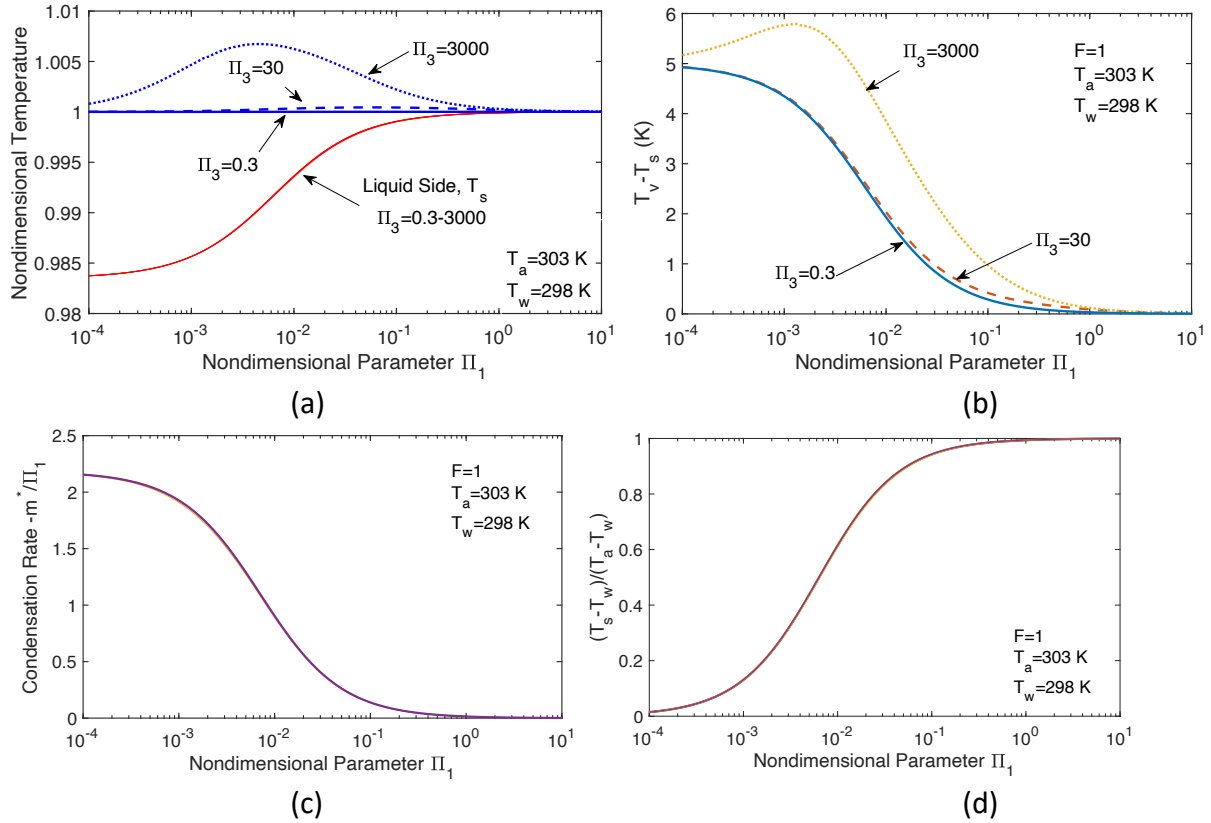 1.01
1.005
1
0.995
0.99
0.985
0.98
Nondimensional Temperature
Π3=3000
Π3=30
Π3=0.3
Liquid Side, Ts
Π3=0.3-3000
Ta=303 K
Tw=298 K
10-4 10-3 10-2 10-1 100 101
Nondimensional Parameter Π1
(a)
6
5
4
3
2
1
0
Tv-Ts (K)
Π3=3000
F=1
Ta=303 K
Tw=298 K
Π3=30
Π3=0.3
10-4 10-3 10-2 10-1 100 101
Nondimensional Parameter Π1
(b)
2.5
2
1.5
1
0.5
0
Condensation Rate -m*/Π1
F=1
Ta=303 K
Tw=298 K
10-4 10-3 10-2 10-1 100 101
Nondimensional Parameter Π1
(c)
1
0.8
0.6
0.4
0.2
0
(Ts-Tw)/(Ta-Tw)
F=1
Ta=303 K
Tw=298 K
10-4 10-3 10-2 10-1 100 101
Nondimensional Parameter Π1
(d)